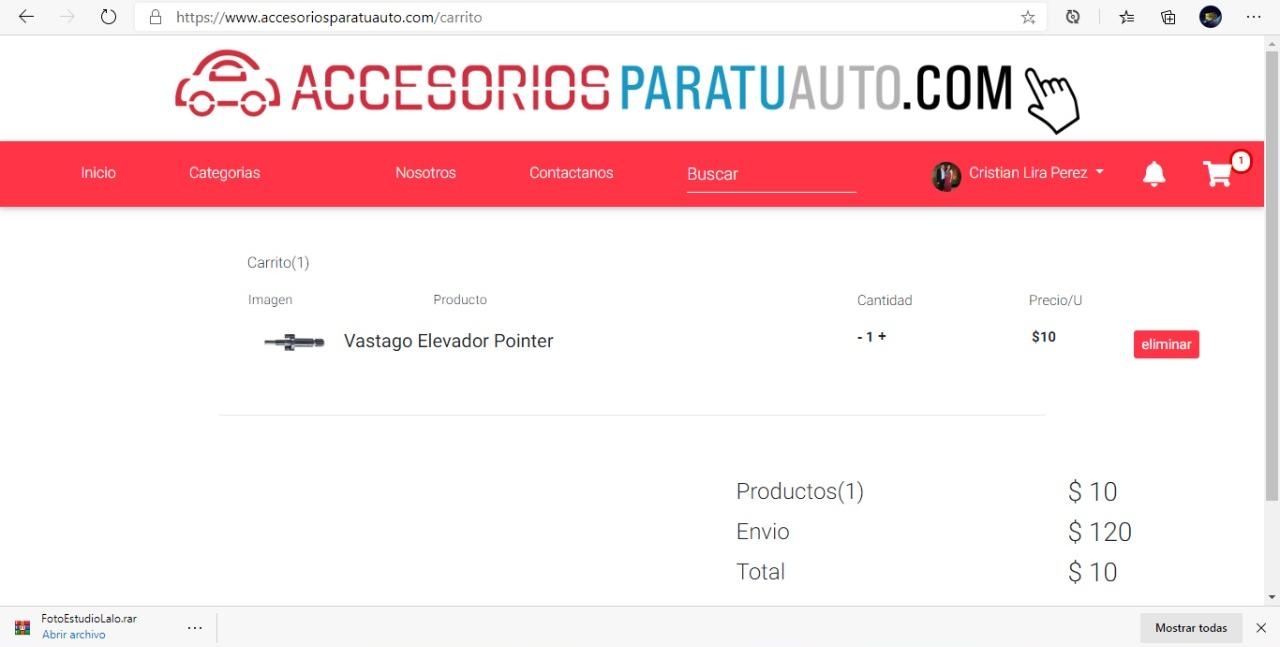 https://www.accesoriosparatuauto.com/carrito
ACCESORIOS PARATUAUTO.COM
Inicio Categorias Nosotros Contactanos Buscar Cristian Lira Perez 1
Carrito(1)
Imagen Producto Cantidad Precio/U
Vastago Elevador Pointer - 1 + $10 eliminar
Productos(1) $ 10
Envio $ 120
Total $ 10
FotoEstudioLalo.rar
Abrir archivo
Mostrar todas